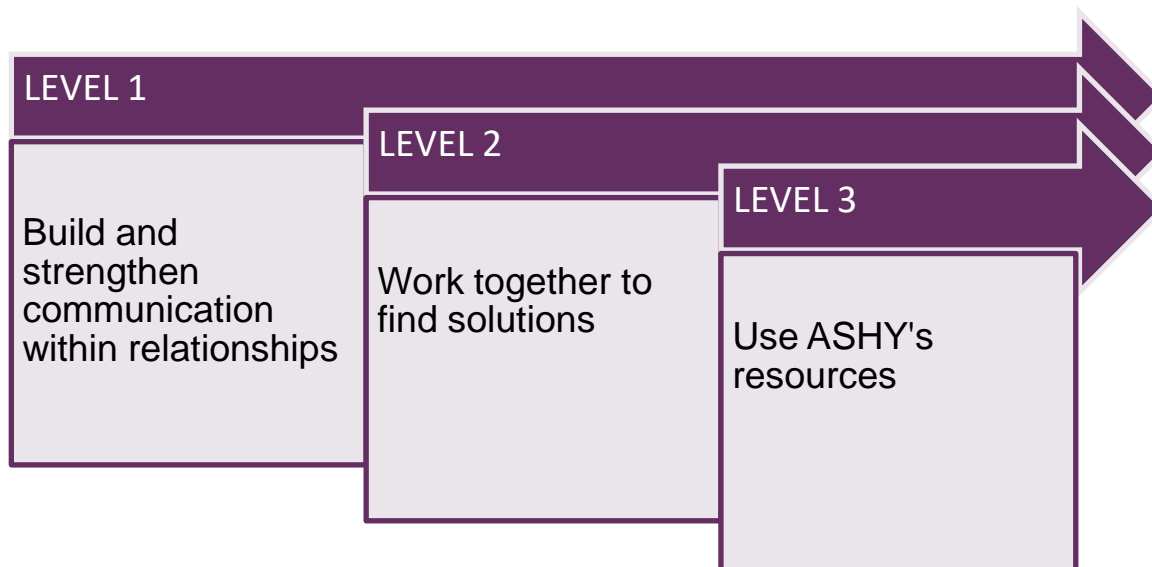 LEVEL 1
Build and
strengthen
communication
within relationships
LEVEL 2
Work together to
find solutions
LEVEL 3
Use ASHY's
resources